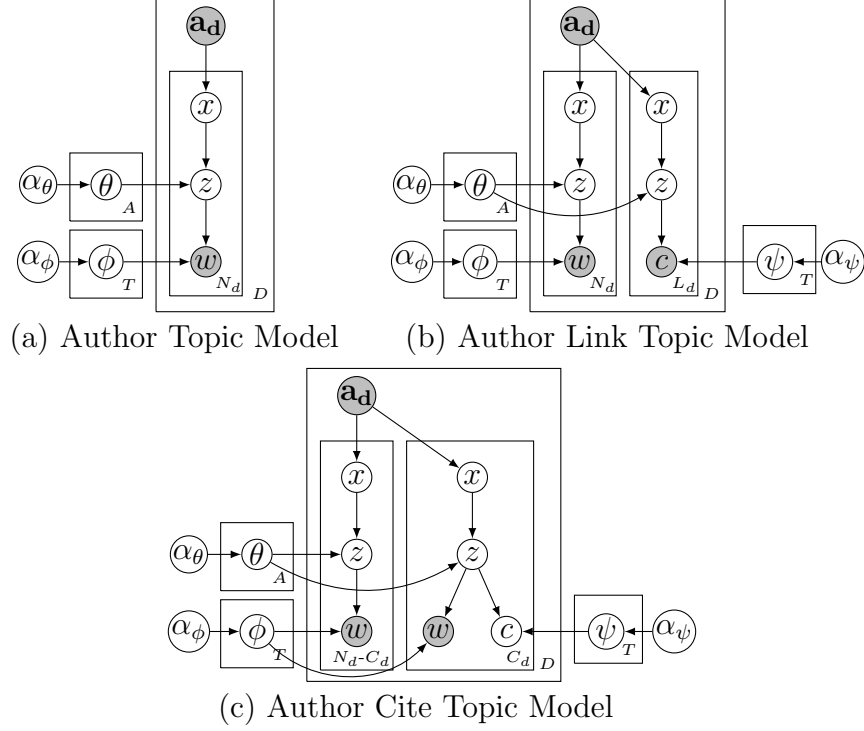 a_d a_d
x x x
α_θ θ z α_θ θ z z
A A
α_ϕ ϕ w α_ϕ ϕ w c ψ α_ψ
T N_d D T N_d L_d D T
(a) Author Topic Model (b) Author Link Topic Model
a_d
x x
α_θ θ z z
A
α_ϕ ϕ w w c ψ α_ψ
T N_d-C_d C_d D T
(c) Author Cite Topic Model